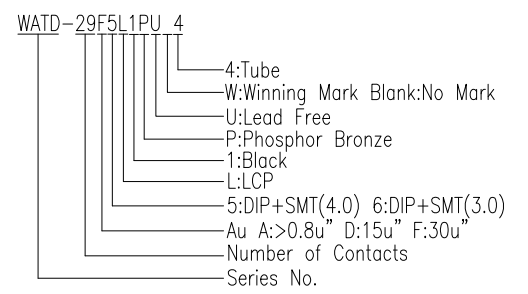 WATD-29F5L1PU 4
4:Tube
W:Winning Mark Blank:No Mark
U:Lead Free
P:Phosphor Bronze
1:Black
L:LCP
5:DIP+SMT(4.0) 6:DIP+SMT(3.0)
Au A:>0.8u” D:15u” F:30u”
Number of Contacts
Series No.